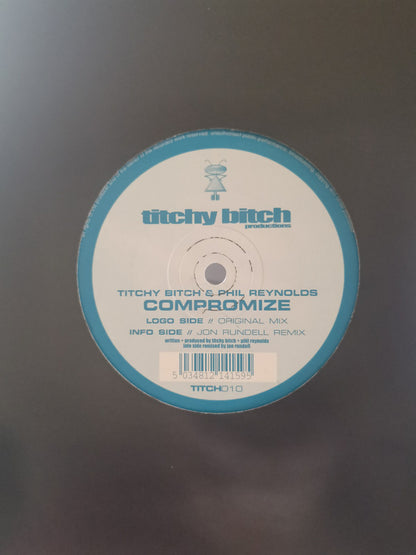 titchy bitch
productions
TITCHY BITCH & PHIL REYNOLDS
COMPROMIZE
LOGO SIDE // ORIGINAL MIX
INFO SIDE // JON RUNDELL REMIX
written + produced by titchy bitch + phil reynolds
info side remixed by jon rundell
5 034812 141595
TITCH010